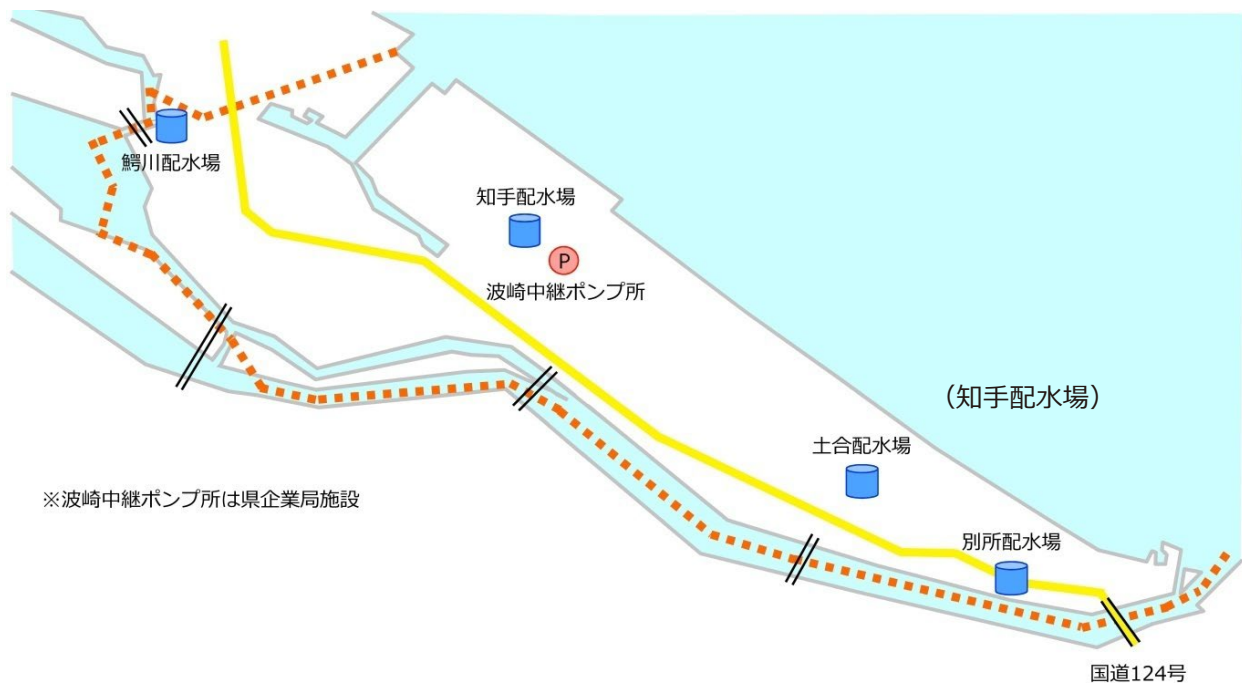 鰐川配水場
知手配水場
P
波崎中継ポンプ所
（知手配水場）
土合配水場
※波崎中継ポンプ所は県企業局施設
別所配水場
国道124号